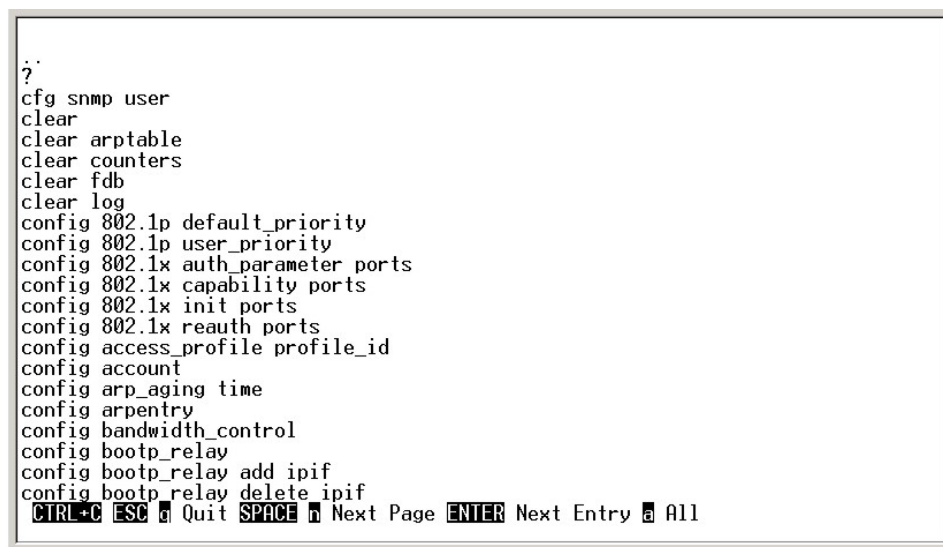 ..
?
cfg snmp user
clear
clear arptable
clear counters
clear fdb
clear log
config 802.1p default_priority
config 802.1p user_priority
config 802.1x auth_parameter ports
config 802.1x capability ports
config 802.1x init ports
config 802.1x reauth ports
config access_profile profile_id
config account
config arp_aging time
config arpentry
config bandwidth_control
config bootp_relay
config bootp_relay add ipif
config bootp_relay delete ipif
CTRL+C ESC q Quit SPACE n Next Page ENTER Next Entry a All